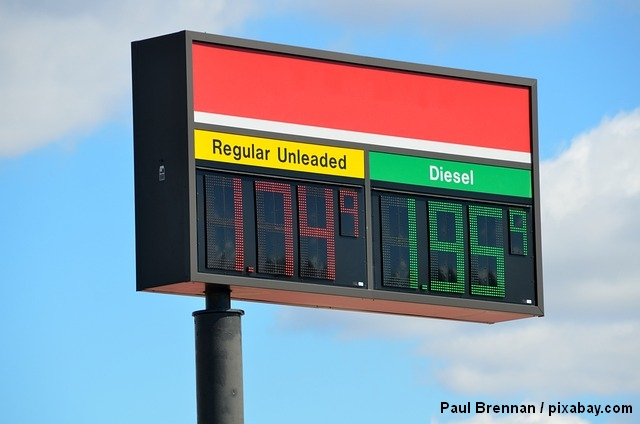 Regular Unleaded
1.74 9
Diesel
1.85 9
Paul Brennan / pixabay.com